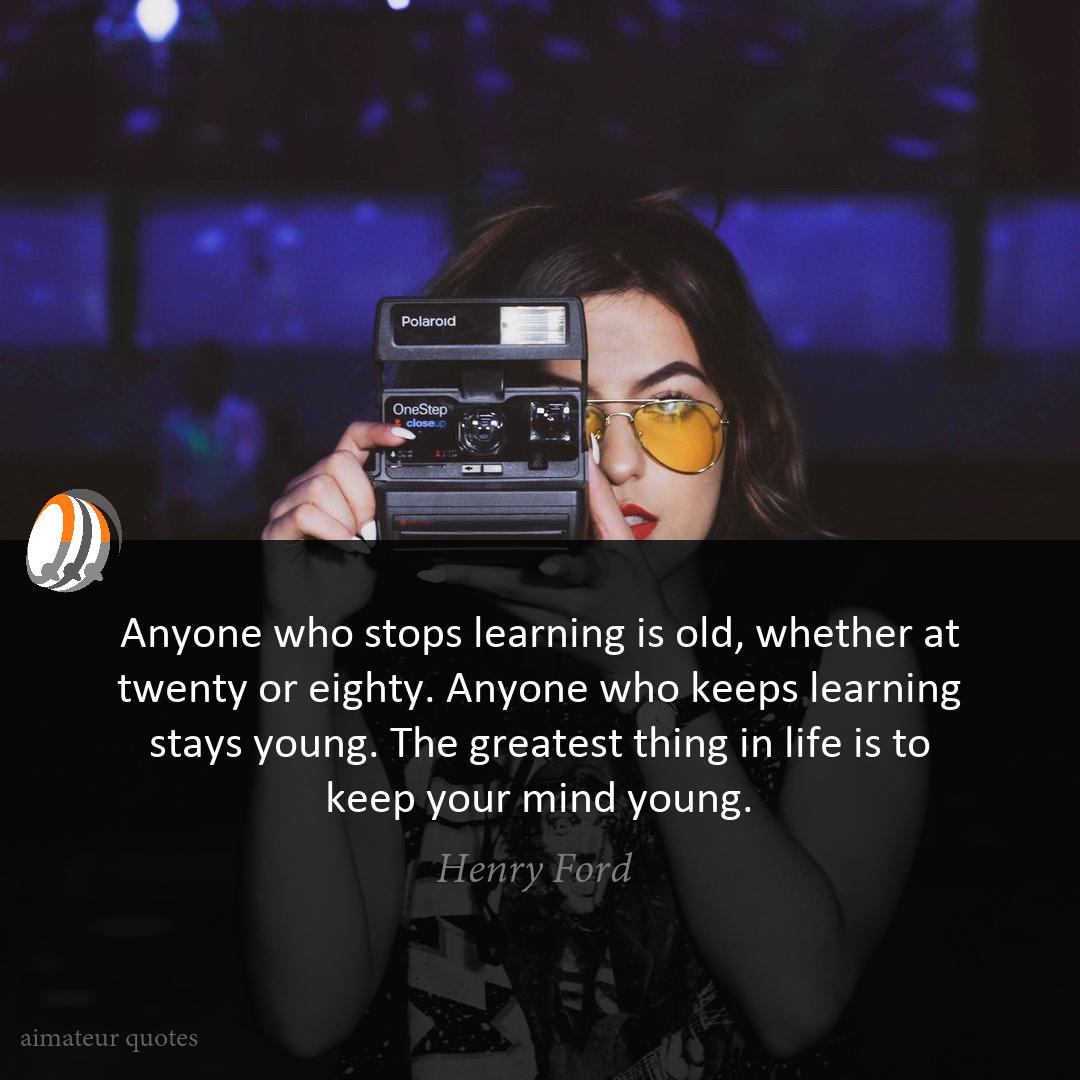 Polaroid
OneStep
closeup
Anyone who stops learning is old, whether at
twenty or eighty. Anyone who keeps learning
stays young. The greatest thing in life is to
keep your mind young.
Henry Ford
aimateur quotes